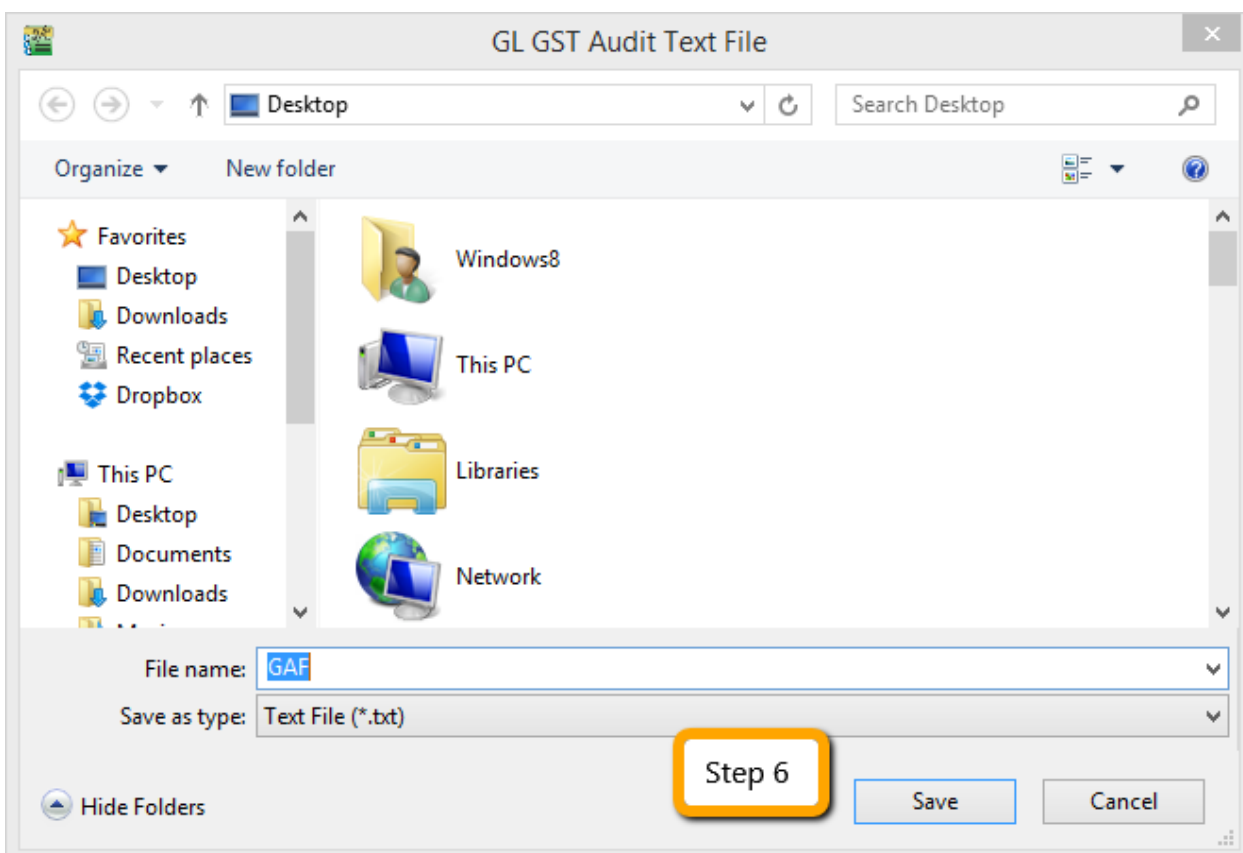 GL GST Audit Text File
Desktop
Search Desktop
Organize
New folder
Favorites
Desktop
Downloads
Recent places
Dropbox
This PC
Desktop
Documents
Downloads
Windows8
This PC
Libraries
Network
File name: GAF
Save as type: Text File (*.txt)
Step 6
Hide Folders
Save
Cancel